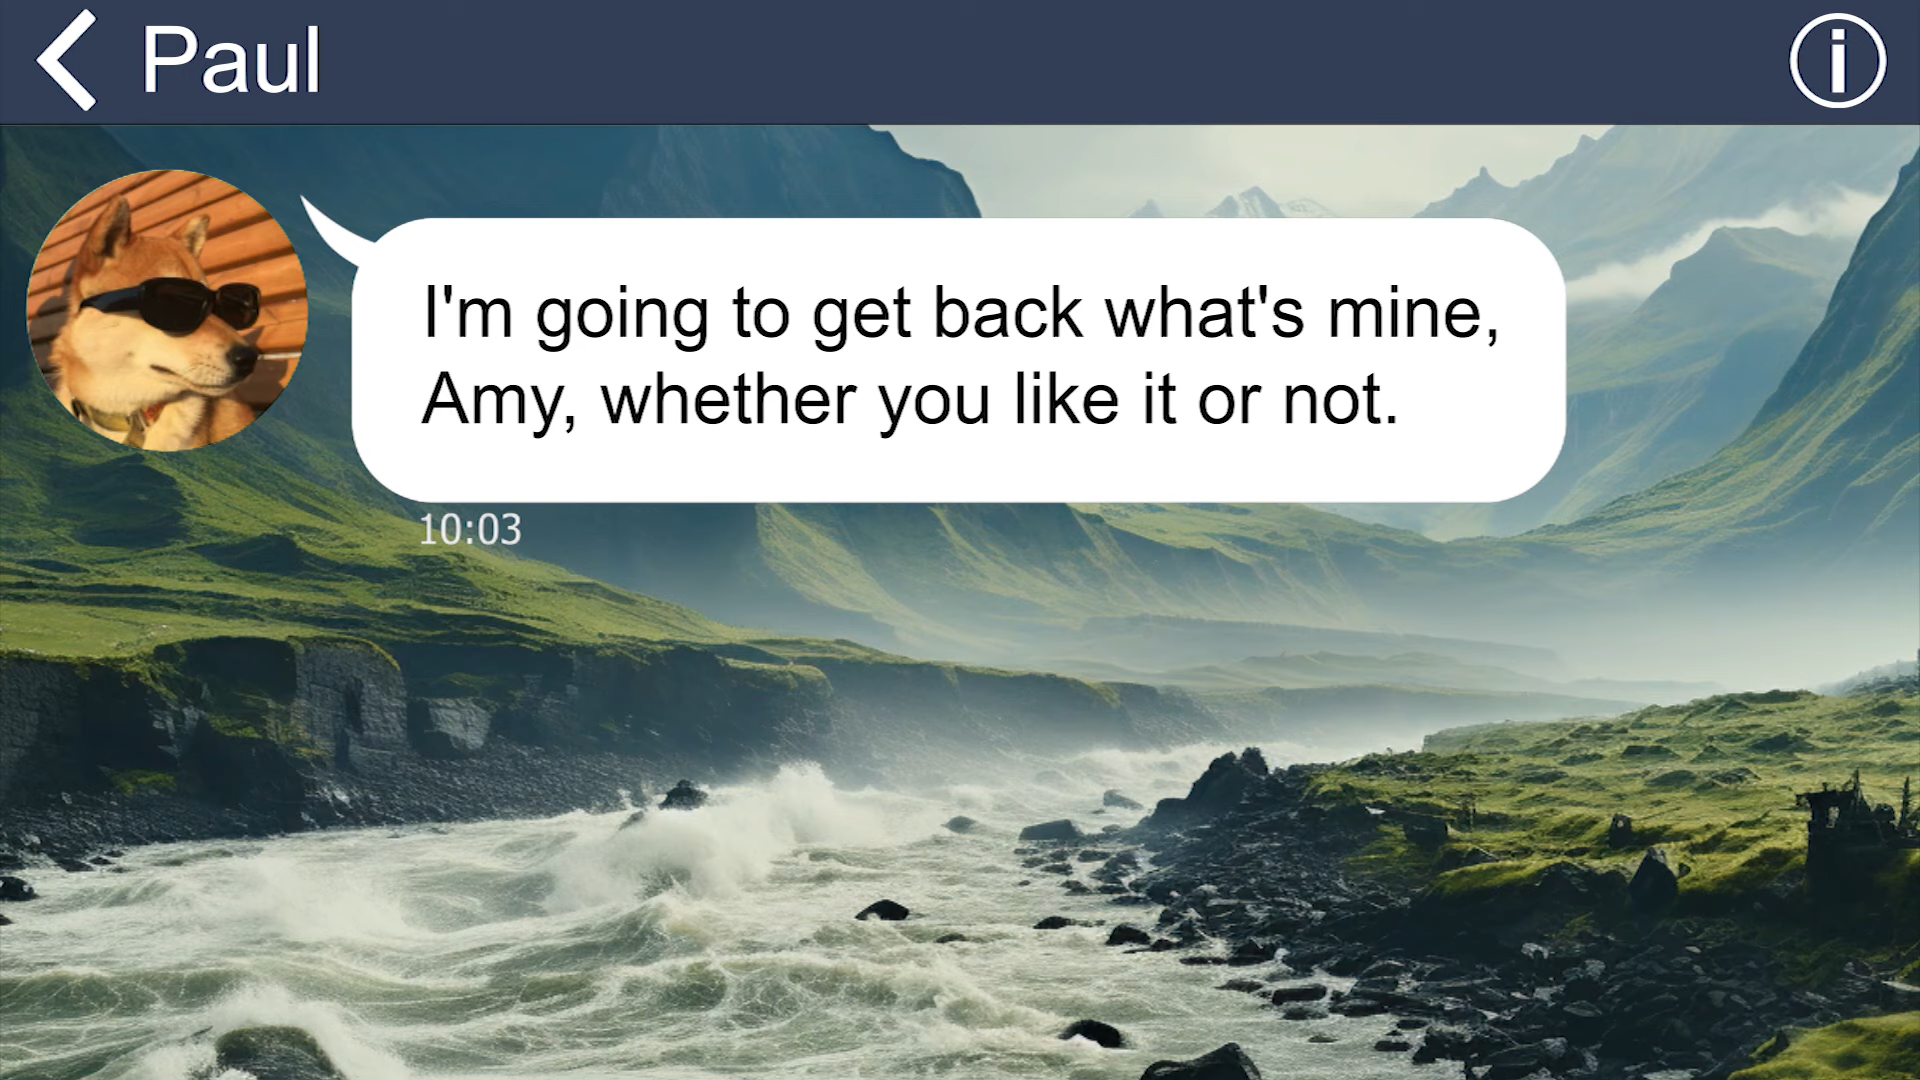 Paul
I'm going to get back what's mine,
Amy, whether you like it or not.
10:03